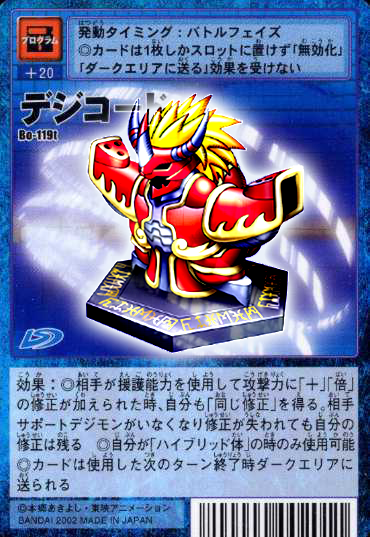 プログラム
+20
はつどう
発動タイミング：バトルフェイズ
◎カードは1枚しかスロットに置けず「無効化」
「ダークエリアに送る」効果を受けない
デジコード
Bo-119t
効果：◎相手が援護能力を使用して攻撃力に「＋」「倍」
の修正が加えられた時、自分も「同じ修正」を得る。相手
サポートデジモンがいなくなり修正が失われても自分の
修正は残る　◎自分が「ハイブリッド体」の時のみ使用可能
◎カードは使用した次のターン終了時ダークエリアに
送られる
©本郷あきよし・東映アニメーション
BANDAI 2002 MADE IN JAPAN